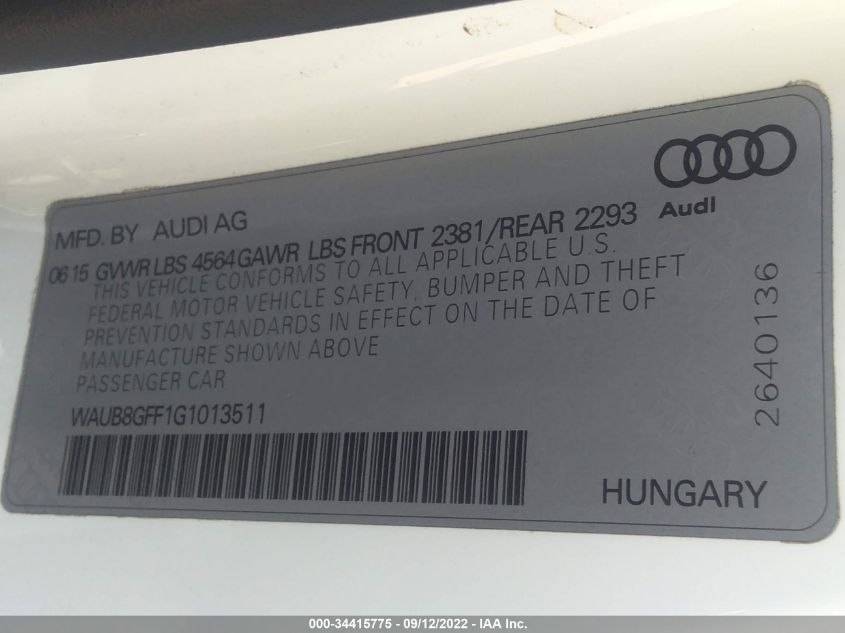 MFD. BY AUDI AG
Audi
0615 GVWR LBS 4564 GAWR LBS FRONT 2381/REAR 2293
THIS VEHICLE CONFORMS TO ALL APPLICABLE U.S.
FEDERAL MOTOR VEHICLE SAFETY, BUMPER AND THEFT
PREVENTION STANDARDS IN EFFECT ON THE DATE OF
MANUFACTURE SHOWN ABOVE
PASSENGER CAR
WAUB8GFF1G1013511
2640136
HUNGARY
000-34415775 - 09/12/2022 - IAA Inc.